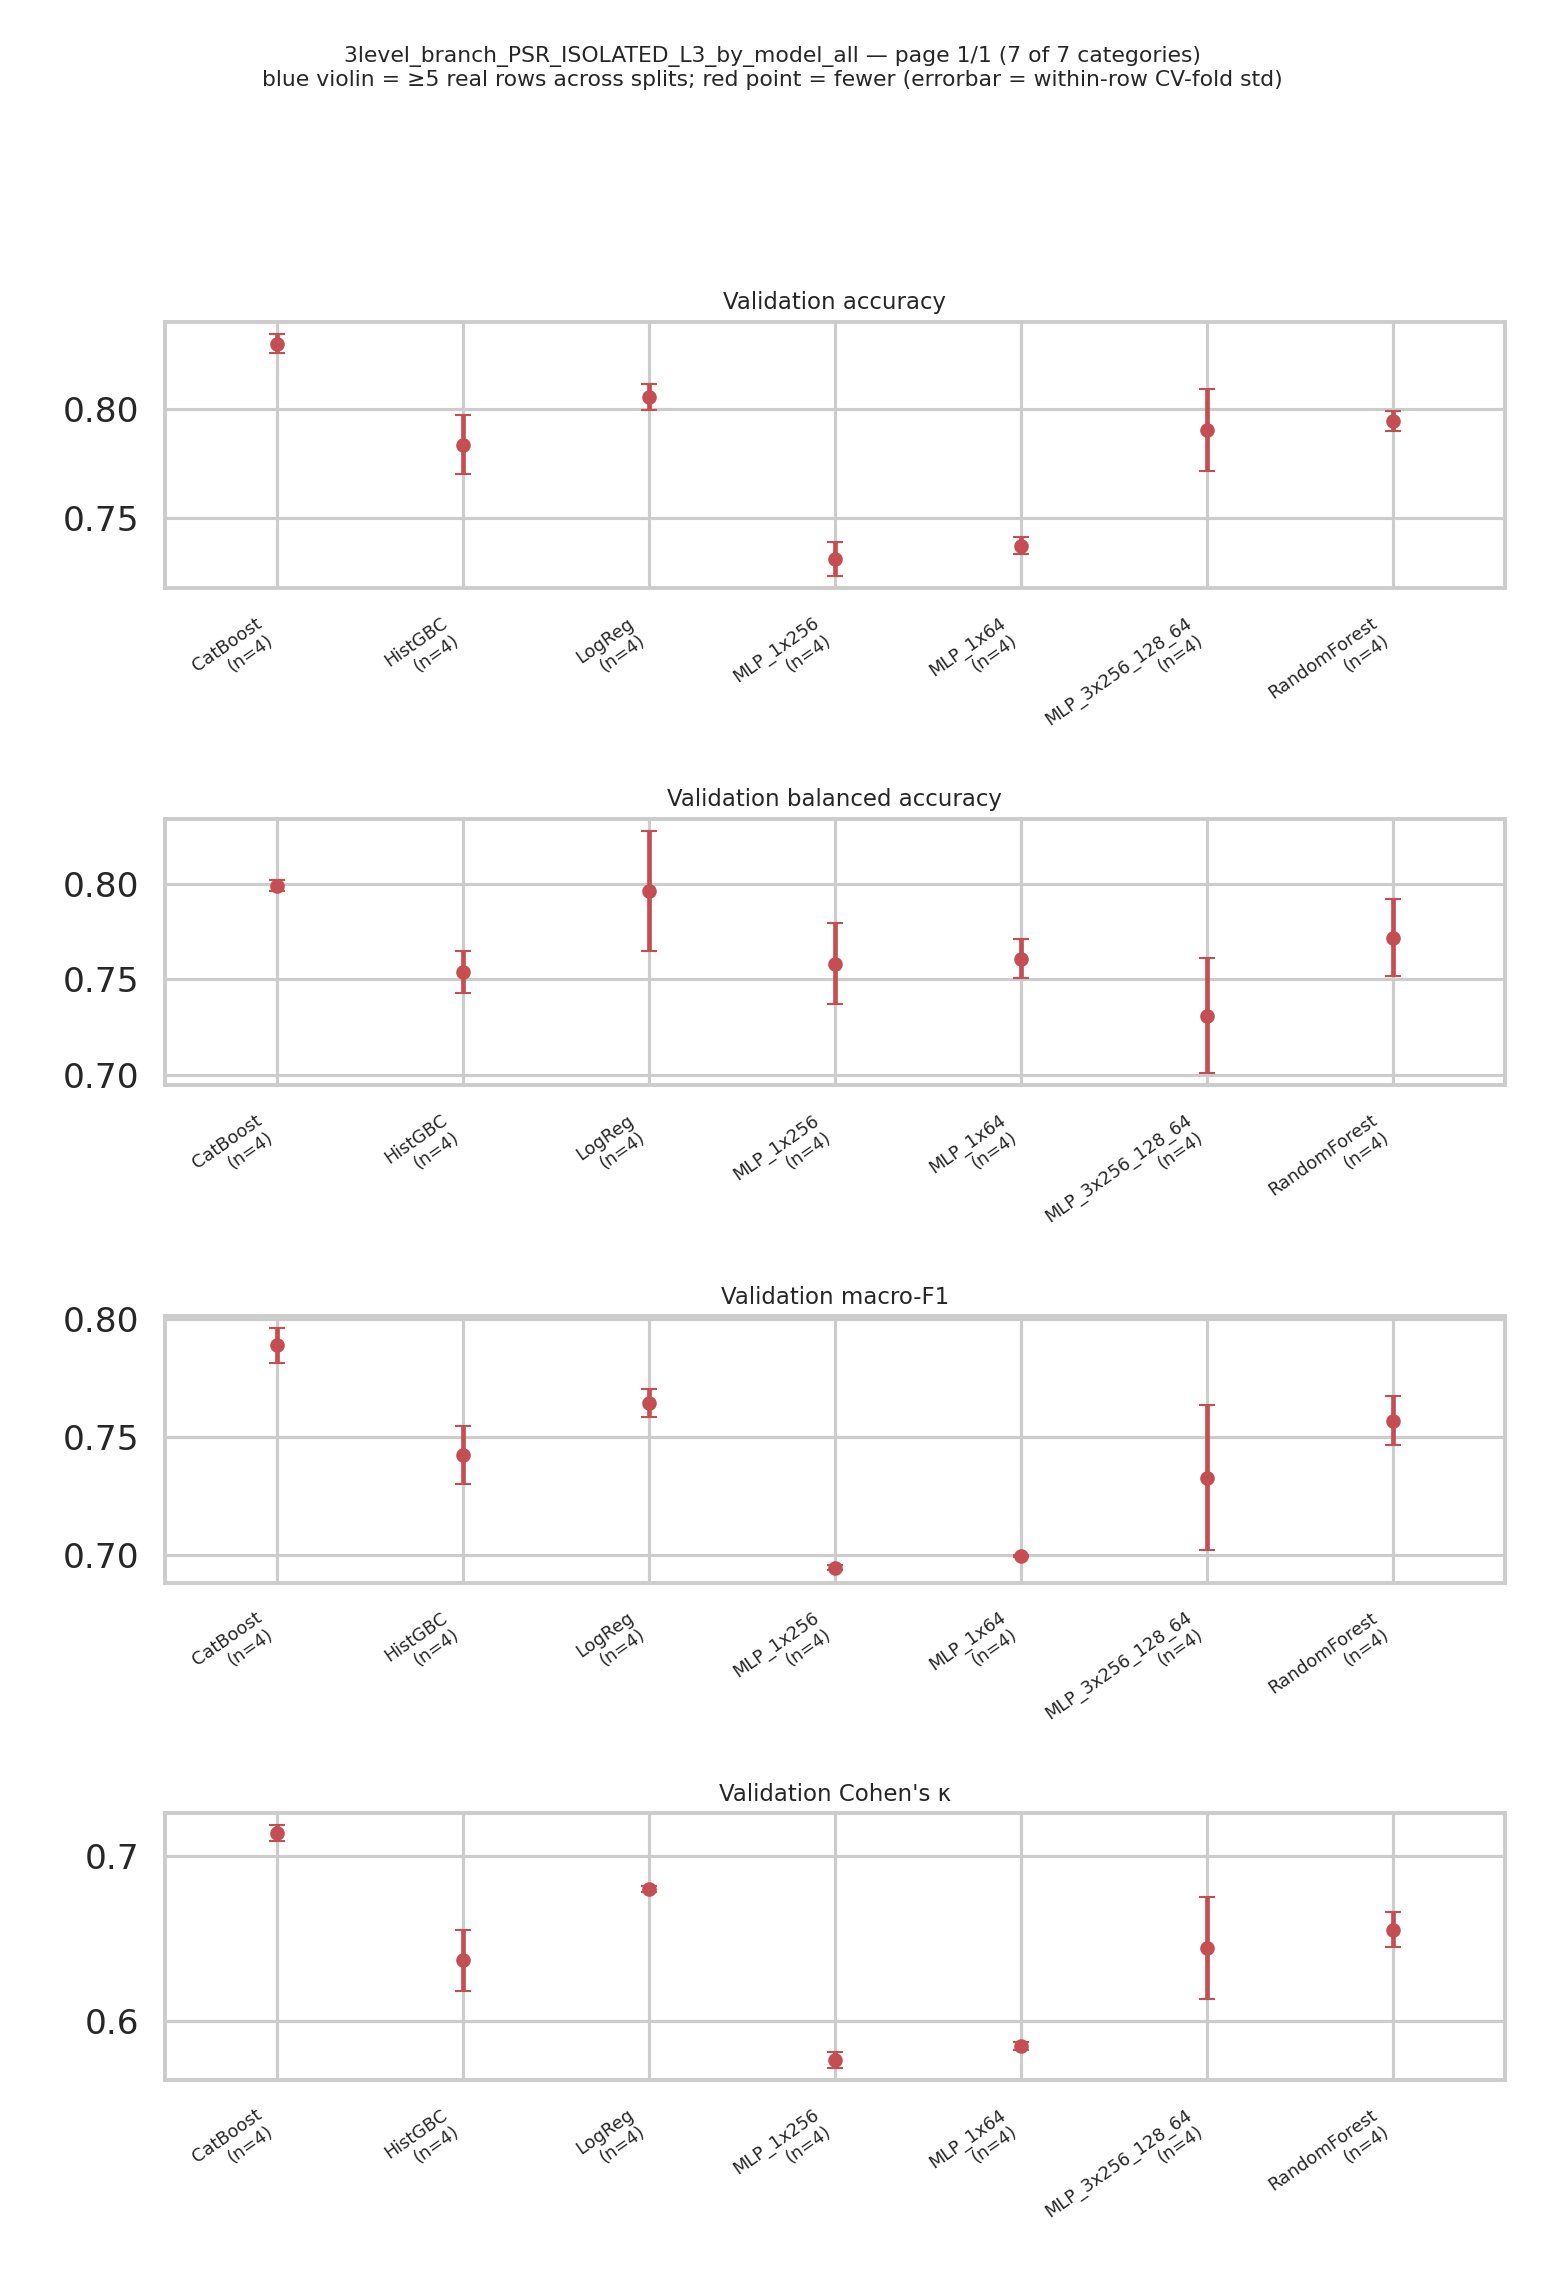 3level_branch_PSR_ISOLATED_L3_by_model_all — page 1/1 (7 of 7 categories)
blue violin = ≥5 real rows across splits; red point = fewer (errorbar = within-row CV-fold std)
Validation accuracy
0.80
0.75
CatBoost
(n=4)
HistGBC
(n=4)
LogReg
(n=4)
MLP_1x256
(n=4)
MLP_1x64
(n=4)
MLP_3x256_128_64
(n=4)
RandomForest
(n=4)
Validation balanced accuracy
0.80
0.75
0.70
CatBoost
(n=4)
HistGBC
(n=4)
LogReg
(n=4)
MLP_1x256
(n=4)
MLP_1x64
(n=4)
MLP_3x256_128_64
(n=4)
RandomForest
(n=4)
Validation macro-F1
0.80
0.75
0.70
CatBoost
(n=4)
HistGBC
(n=4)
LogReg
(n=4)
MLP_1x256
(n=4)
MLP_1x64
(n=4)
MLP_3x256_128_64
(n=4)
RandomForest
(n=4)
Validation Cohen's κ
0.7
0.6
CatBoost
(n=4)
HistGBC
(n=4)
LogReg
(n=4)
MLP_1x256
(n=4)
MLP_1x64
(n=4)
MLP_3x256_128_64
(n=4)
RandomForest
(n=4)